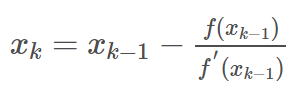 $x_k = x_{k-1} - \frac{f(x_{k-1})}{f^{'}(x_{k-1})}$